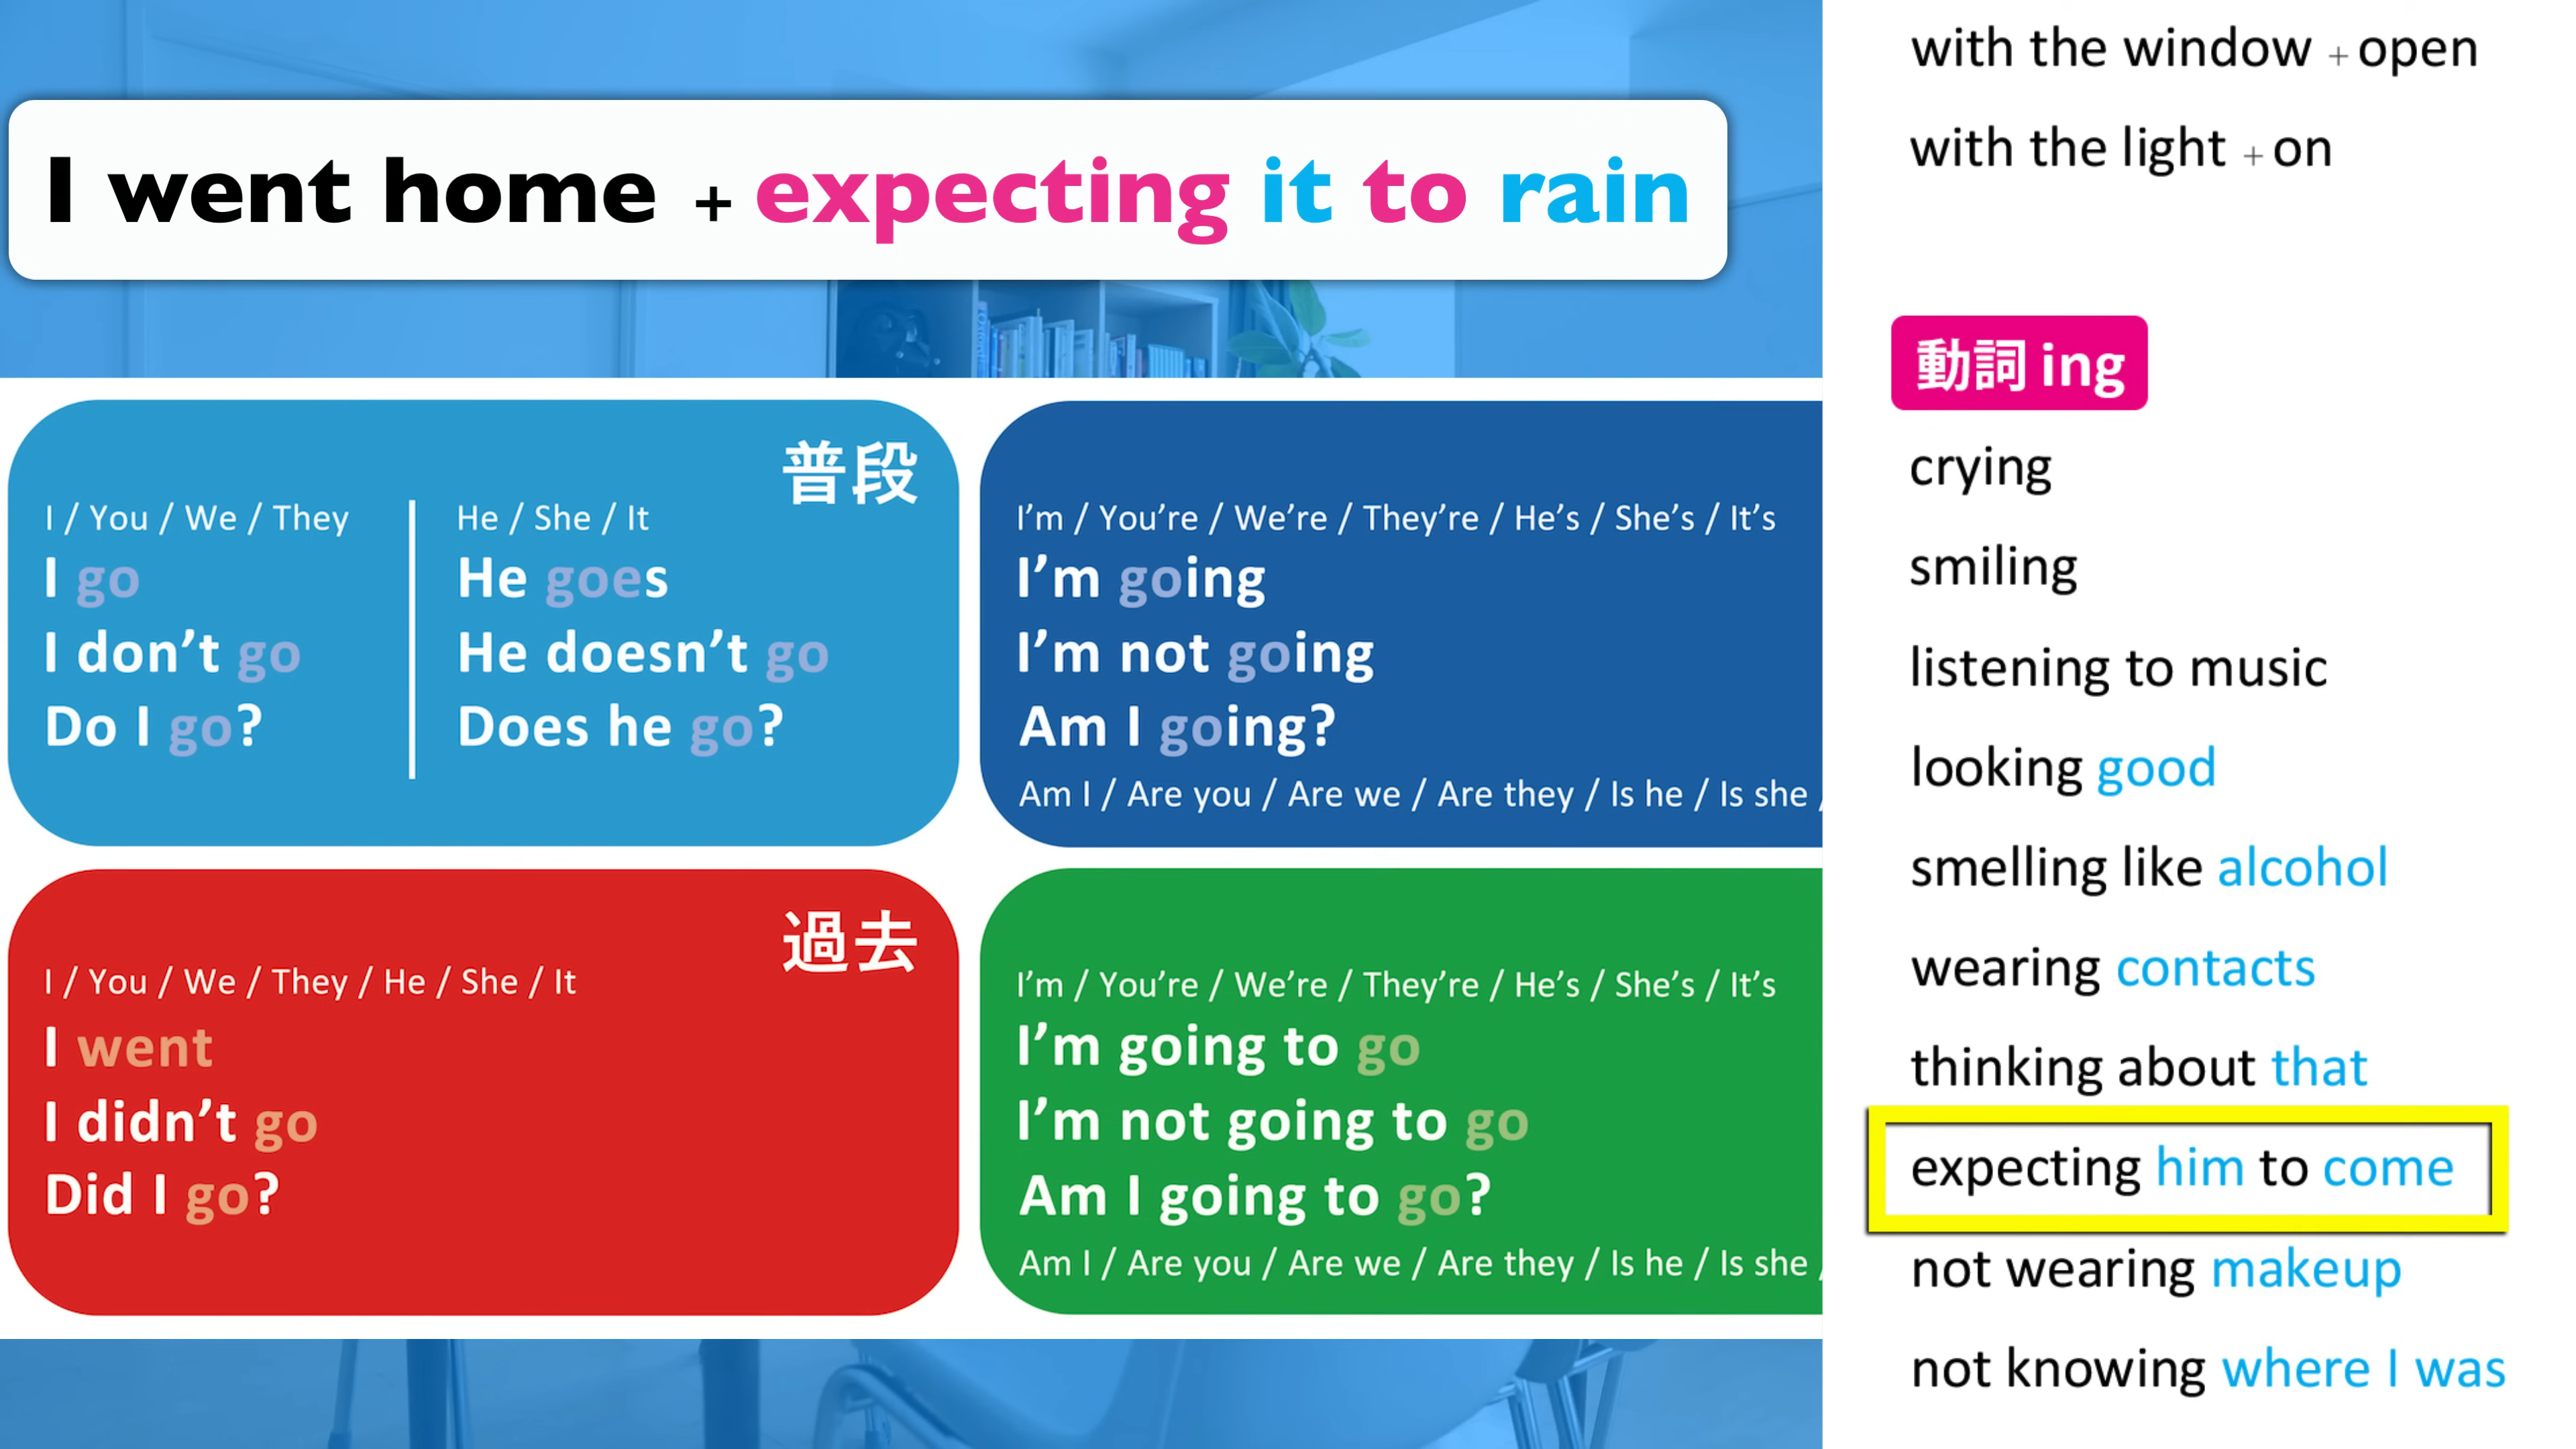 I went home + expecting it to rain
普段
I / You / We / They
I go
I don't go
Do I go?
He / She / It
He goes
He doesn't go
Does he go?
I'm / You're / We're / They're / He's / She's / It's
I'm going
I'm not going
Am I going?
Am I / Are you / Are we / Are they / Is he / Is she /
過去
I / You / We / They / He / She / It
I went
I didn't go
Did I go?
I'm / You're / We're / They're / He's / She's / It's
I'm going to go
I'm not going to go
Am I going to go?
Am I / Are you / Are we / Are they / Is he / Is she /
with the window + open
with the light + on
動詞 ing
crying
smiling
listening to music
looking good
smelling like alcohol
wearing contacts
thinking about that
expecting him to come
not wearing makeup
not knowing where I was